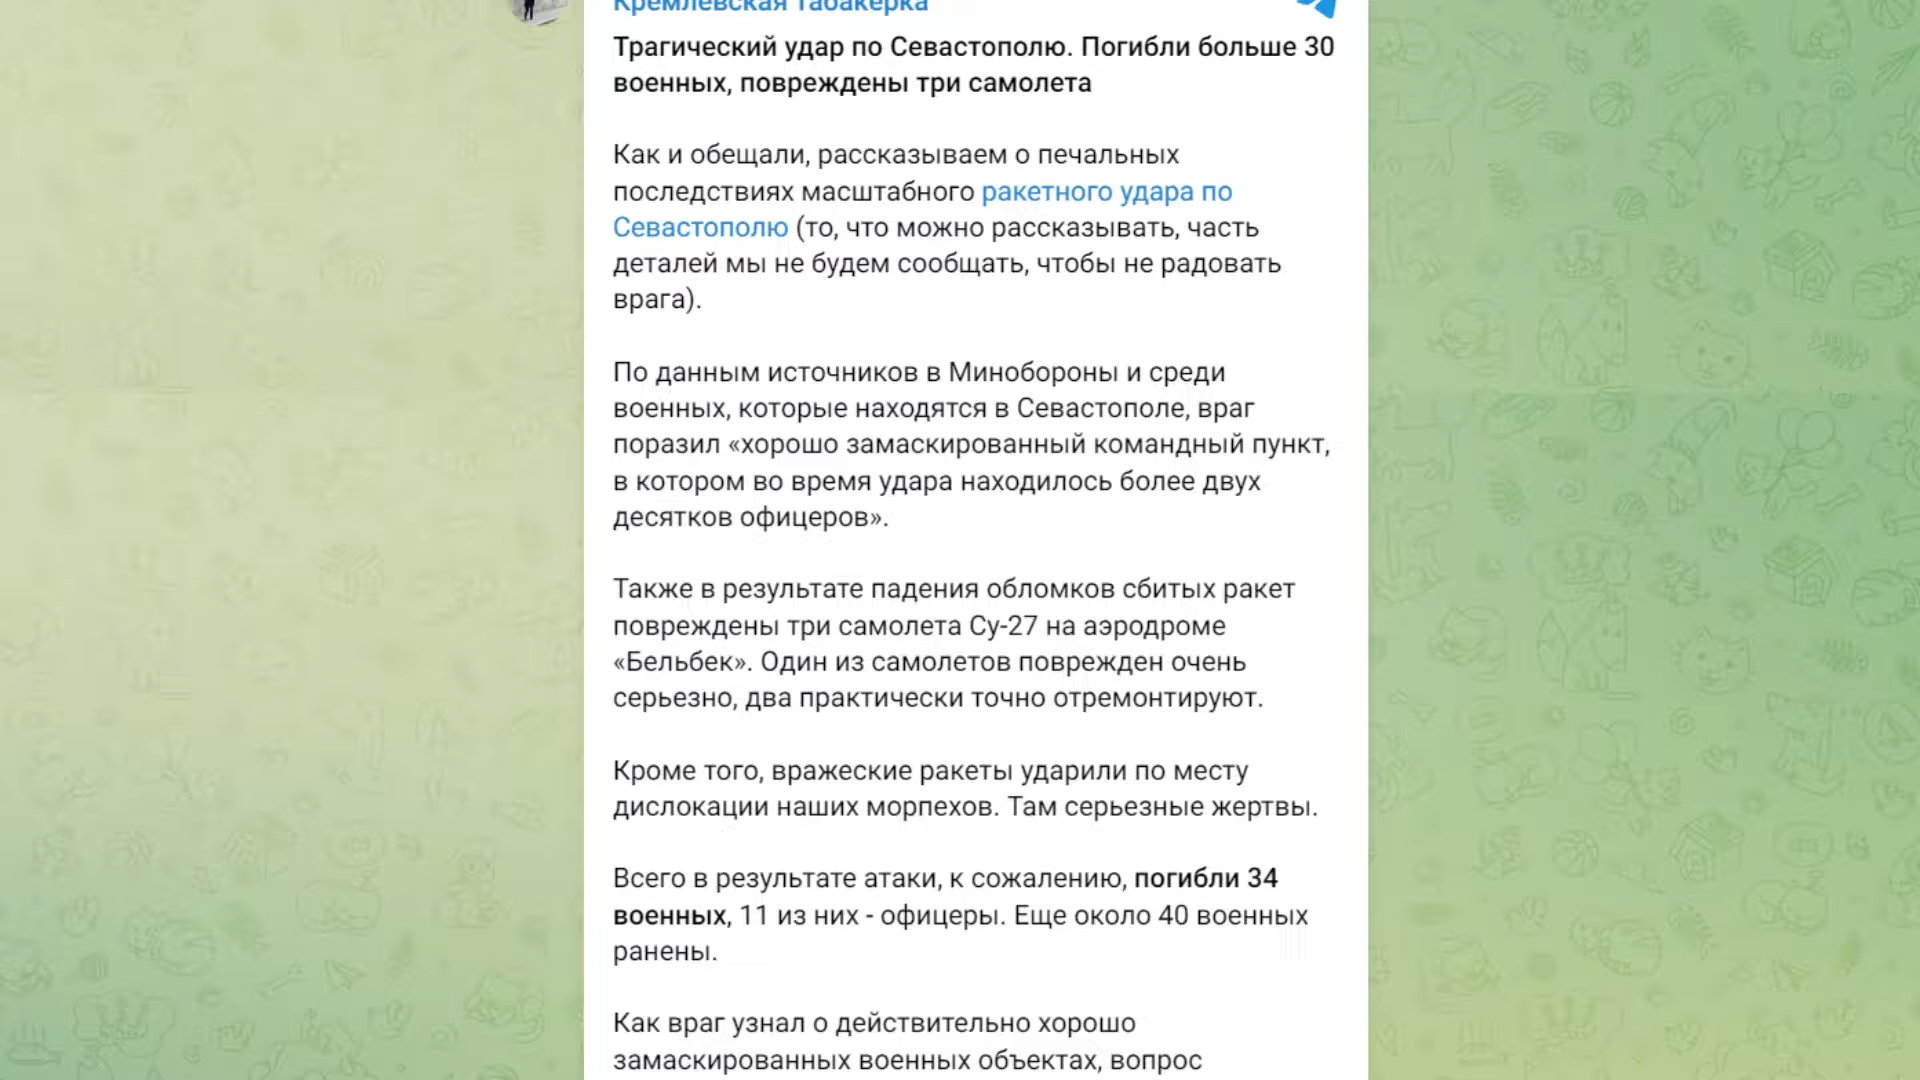 Кремлевская табакерка
Трагический удар по Севастополю. Погибли больше 30
военных, повреждены три самолета
Как и обещали, рассказываем о печальных
последствиях масштабного ракетного удара по
Севастополю (то, что можно рассказывать, часть
деталей мы не будем сообщать, чтобы не радовать
врага).
По данным источников в Минобороны и среди
военных, которые находятся в Севастополе, враг
поразил «хорошо замаскированный командный пункт,
в котором во время удара находилось более двух
десятков офицеров».
Также в результате падения обломков сбитых ракет
повреждены три самолета Су-27 на аэродроме
«Бельбек». Один из самолетов поврежден очень
серьезно, два практически точно отремонтируют.
Кроме того, вражеские ракеты ударили по месту
дислокации наших морпехов. Там серьезные жертвы.
Всего в результате атаки, к сожалению, погибли 34
военных, 11 из них - офицеры. Еще около 40 военных
ранены.
Как враг узнал о действительно хорошо
замаскированных военных объектах, вопрос